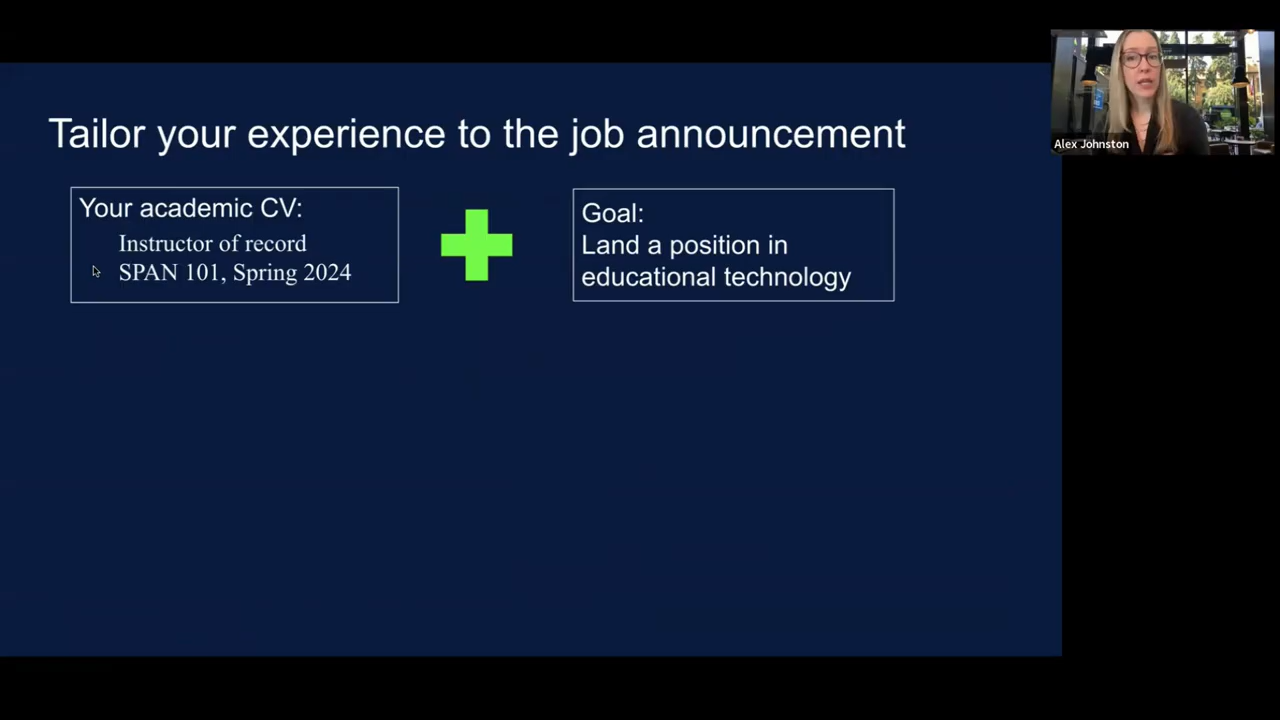 Tailor your experience to the job announcement
Your academic CV:
Instructor of record
SPAN 101, Spring 2024
Goal:
Land a position in
educational technology
Alex Johnston